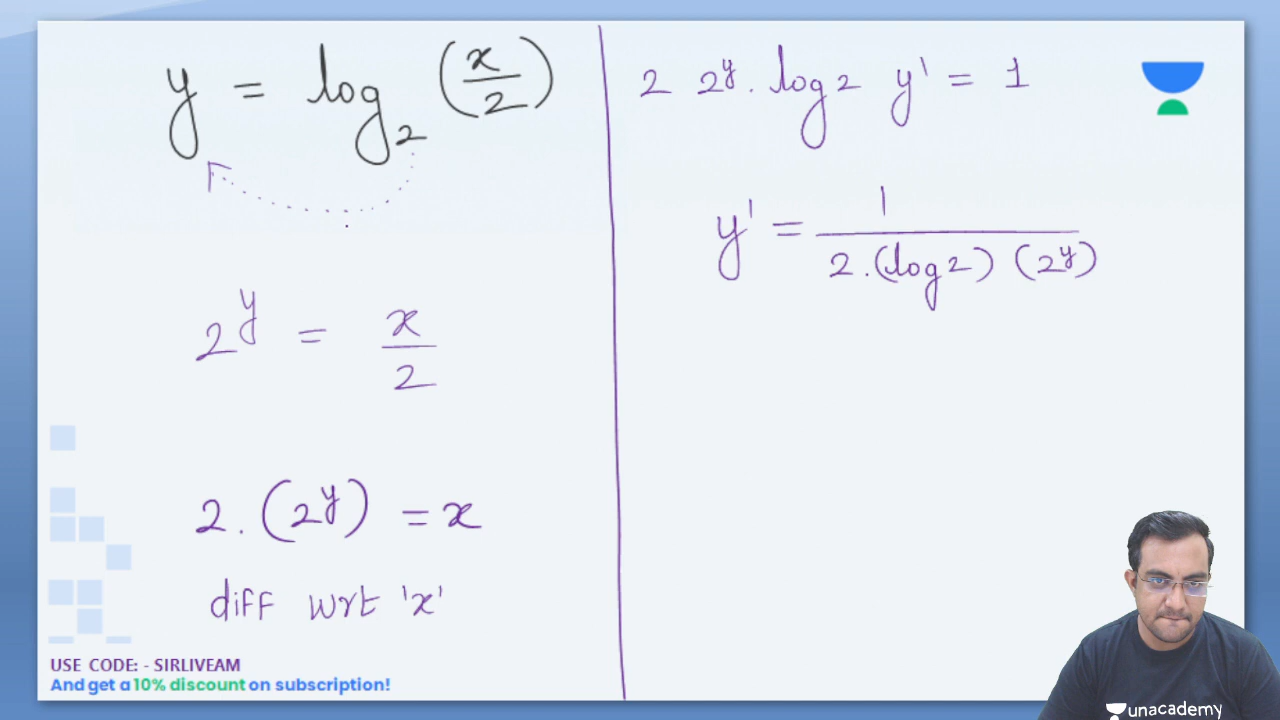 y = log₂ (x/2)
2^y = x/2
2 . (2^y) = x
diff wrt 'x'
USE CODE: - SIRLIVEAM
And get a 10% discount on subscription!
2 2^y . log 2 y' = 1
y' = 1/2 . (log 2) (2^y)
unacademy